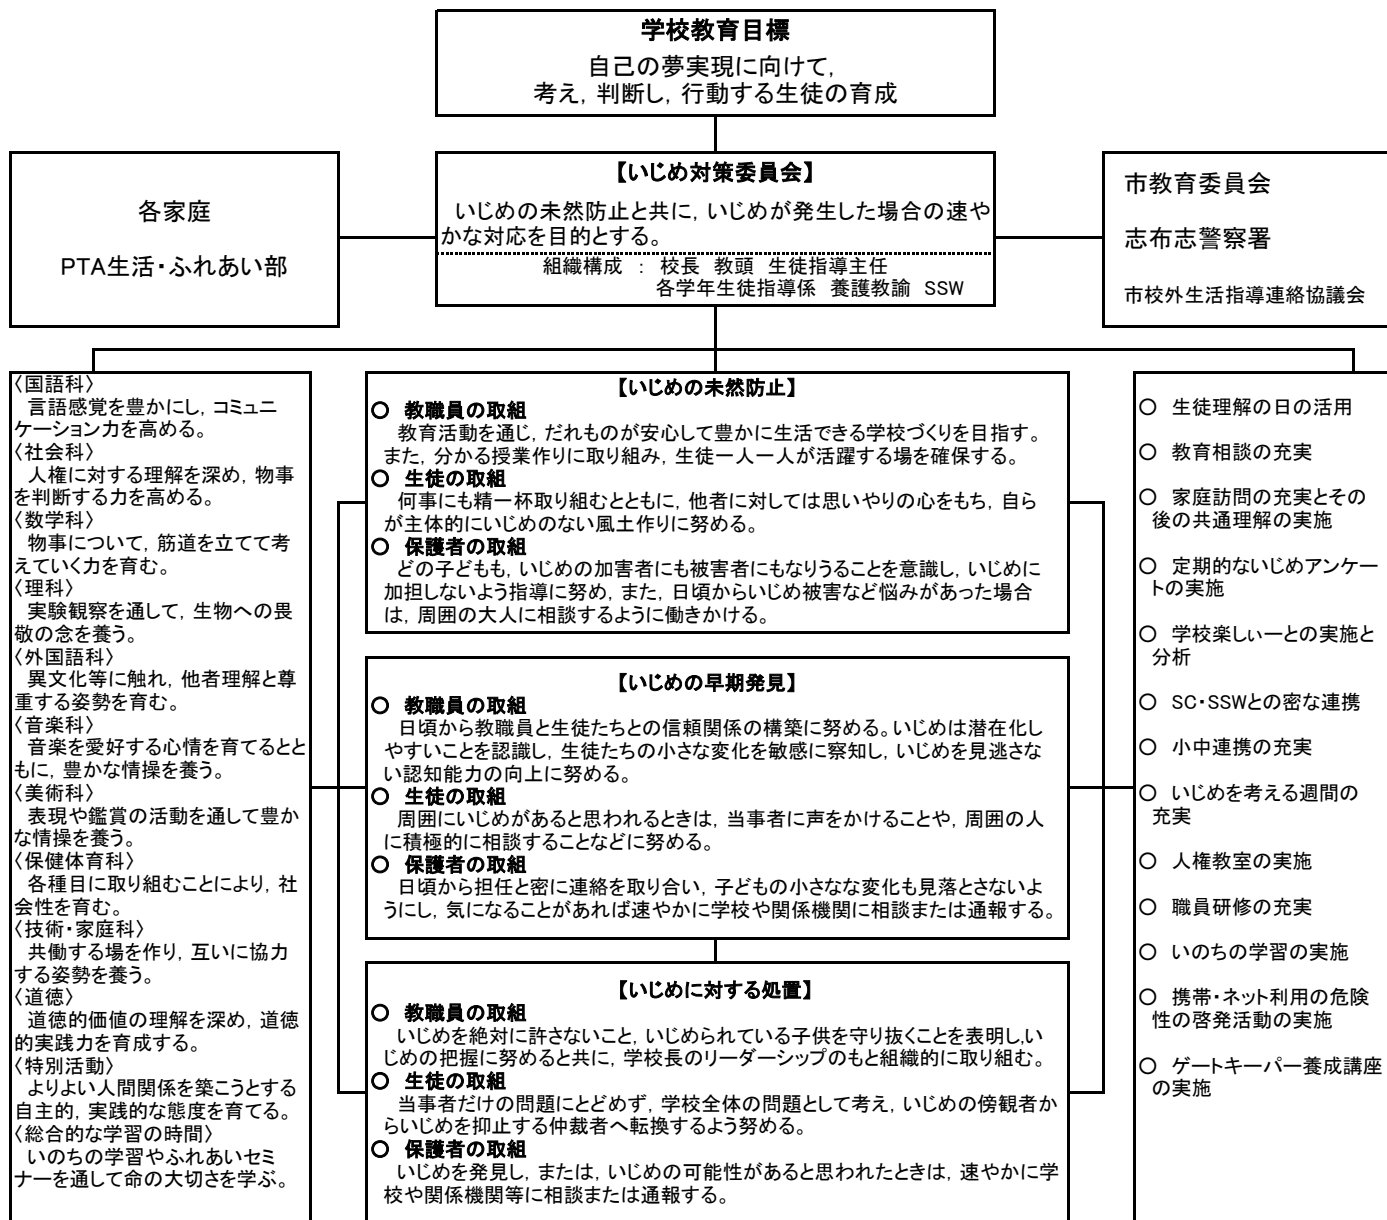 学校教育目標
自己の夢実現に向けて,
考え, 判断し, 行動する生徒の育成
各家庭
PTA生活・ふれあい部
【いじめ対策委員会】
いじめの未然防止と共に, いじめが発生した場合の速や
かな対応を目的とする。
組織構成 : 校長 教頭 生徒指導主任
各学年生徒指導係 養護教諭 SSW
市教育委員会
志布志警察署
市校外生活指導連絡協議会
〈国語科〉
言語感覚を豊かにし, コミュニ
ケーション力を高める。
〈社会科〉
人権に対する理解を深め, 物事
を判断する力を高める。
〈数学科〉
物事について, 筋道を立てて考
えていく力を育む。
〈理科〉
実験観察を通して, 生物への畏
敬の念を養う。
〈外国語科〉
異文化等に触れ, 他者理解と尊
重する姿勢を育む。
〈音楽科〉
音楽を愛好する心情を育てるとと
もに, 豊かな情操を養う。
〈美術科〉
表現や鑑賞の活動を通して豊か
な情操を養う。
〈保健体育科〉
各種目に取り組むことにより, 社
会性を育む。
〈技術・家庭科〉
共働する場を作り, 互いに協力
する姿勢を養う。
〈道徳〉
道徳的価値の理解を深め, 道徳
的実践力を育成する。
〈特別活動〉
よりよい人間関係を築こうとする
自主的, 実践的な態度を育てる。
〈総合的な学習の時間〉
いのちの学習やふれあいセミ
ナーを通して命の大切さを学ぶ。
【いじめの未然防止】
○ 教職員の取組
教育活動を通じ, だれものが安心して豊かに生活できる学校づくりを目指す。
また, 分かる授業作りに取り組み, 生徒一人一人が活躍する場を確保する。
○ 生徒の取組
何事にも精一杯取り組むとともに, 他者に対しては思いやりの心をもち, 自ら
が主体的にいじめのない風土作りに努める。
○ 保護者の取組
どの子どもも, いじめの加害者にも被害者にもなりうることを意識し, いじめに
加担しないよう指導に努め, また, 日頃からいじめ被害など悩みがあった場合
は, 周囲の大人に相談するように働きかける。
【いじめの早期発見】
○ 教職員の取組
日頃から教職員と生徒たちとの信頼関係の構築に努める。いじめは潜在化し
やすいことを認識し, 生徒たちの小さな変化を敏感に察知し, いじめを見逃さな
い認知能力の向上に努める。
○ 生徒の取組
周囲にいじめがあると思われるときは, 当事者に声をかけることや, 周囲の人
に積極的に相談することなどに努める。
○ 保護者の取組
日頃から担任と密に連絡を取り合い, 子どもの小さなな変化も見落とさないよ
うにし, 気になることがあれば速やかに学校や関係機関に相談または通報する。
【いじめに対する処置】
○ 教職員の取組
いじめを絶対に許さないこと, いじめられている子供を守り抜くことを表明し,い
じめの把握に努めると共に, 学校長のリーダーシップのもと組織的に取り組む。
○ 生徒の取組
当事者だけの問題にとどめず, 学校全体の問題として考え, いじめの傍観者か
らいじめを抑止する仲裁者へ転換するよう努める。
○ 保護者の取組
いじめを発見し, または, いじめの可能性があると思われたときは, 速やかに学
校や関係機関等に相談または通報する。
○ 生徒理解の日の活用
○ 教育相談の充実
○ 家庭訪問の充実とその
後の共通理解の実施
○ 定期的ないじめアンケー
トの実施
○ 学校楽しぃーとの実施と
分析
○ SC・SSWとの密な連携
○ 小中連携の充実
○ いじめを考える週間の
充実
○ 人権教室の実施
○ 職員研修の充実
○ いのちの学習の実施
○ 携帯・ネット利用の危険
性の啓発活動の実施
○ ゲートキーパー養成講座
の実施